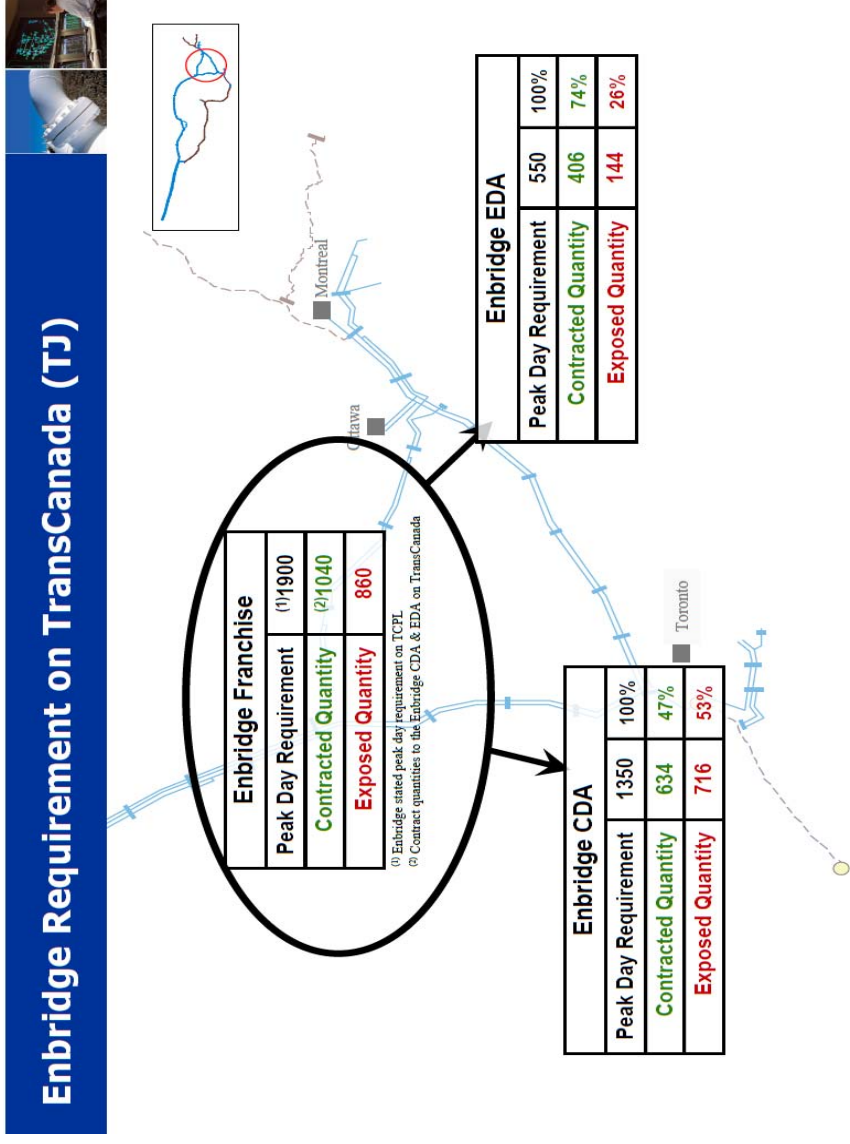 Enbridge Requirement on TransCanada (TJ)
Enbridge Franchise
Peak Day Requirement (1)1900
Contracted Quantity (2)1040
Exposed Quantity 860
(1) Enbridge stated peak day requirement on TCPL
(2) Contract quantities to the Enbridge CDA & EDA on TransCanada
Ottawa
Montreal
Toronto
Enbridge CDA
Peak Day Requirement 1350 100%
Contracted Quantity 634 47%
Exposed Quantity 716 53%
Enbridge EDA
Peak Day Requirement 550 100%
Contracted Quantity 406 74%
Exposed Quantity 144 26%